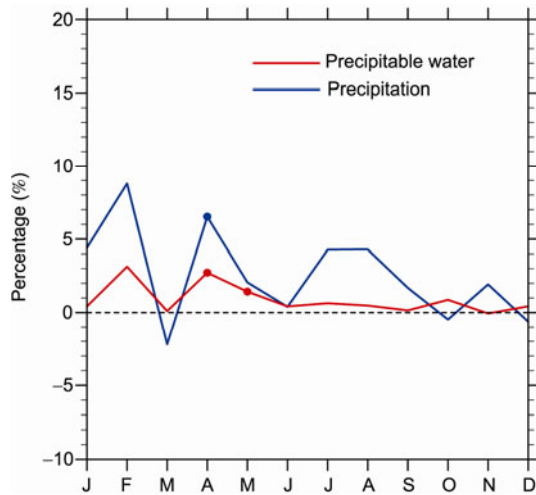 20
15
10
5
0
−5
−10
Percentage (%)
Precipitable water
Precipitation
J F M A M J J A S O N D